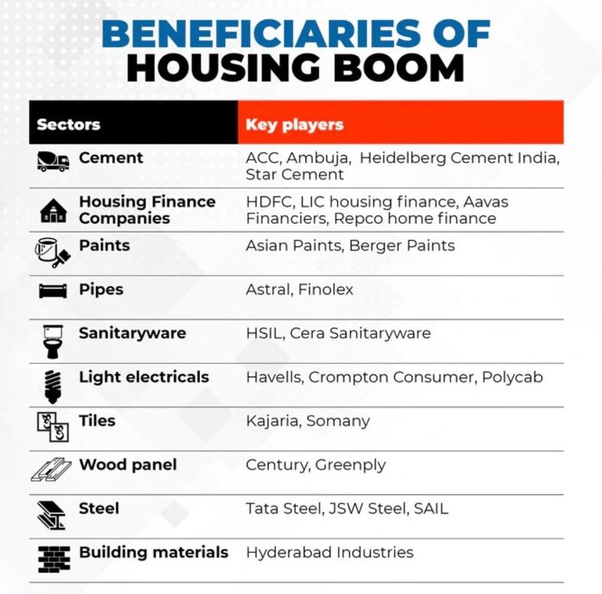 BENEFICIARIES OF
HOUSING BOOM
Sectors
Key players
Cement
ACC, Ambuja, Heidelberg Cement India,
Star Cement
Housing Finance
Companies
HDFC, LIC housing finance, Aavas
Financiers, Repco home finance
Paints
Asian Paints, Berger Paints
Pipes
Astral, Finolex
Sanitaryware
HSIL, Cera Sanitaryware
Light electricals
Havells, Crompton Consumer, Polycab
Tiles
Kajaria, Somany
Wood panel
Century, Greenply
Steel
Tata Steel, JSW Steel, SAIL
Building materials
Hyderabad Industries